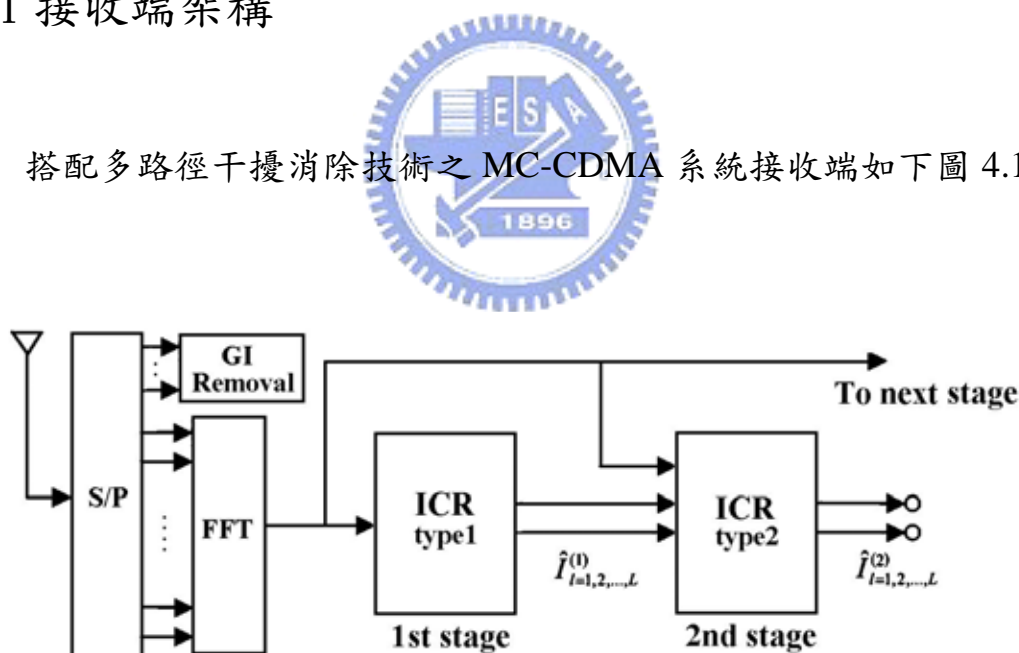 1 接收端架構
ESA
搭配多路徑干擾消除技術之 MC-CDMA 系統接收端如下圖 4.1
1896
GI
Removal
To next stage
S/P
FFT
ICR
type1
ICR
type2
Î^{(1)}_{l=1,2,...,L}
Î^{(2)}_{l=1,2,...,L}
1st stage
2nd stage